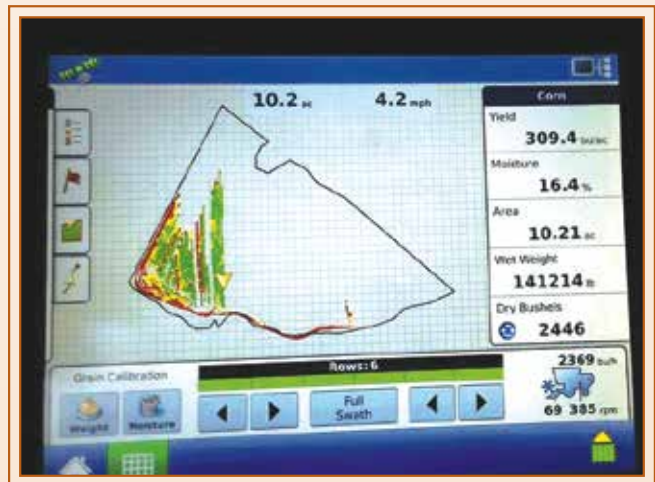 10.2 ac
4.2 mph
Corn
Yield
309.4 bu/ac
Moisture
16.4 %
Area
10.21 ac
Wet Weight
141214 lb
Dry Bushels
2446
Grain Calibration
Weight
Moisture
Rows: 6
Full
Swath
2369 bu/h
69 385 rpm